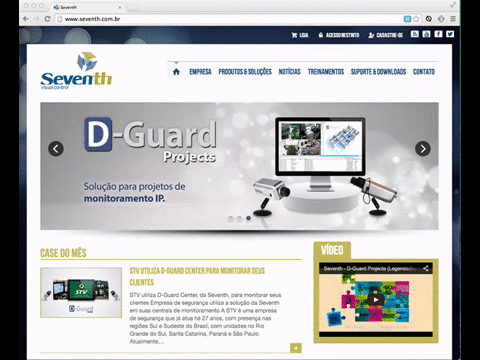 Seventh
www.seventh.com.br
LOJA
ACESSO RESTRITO
CADASTRE-SE
Seventh
visual control
EMPRESA
PRODUTOS & SOLUÇÕES
NOTÍCIAS
TREINAMENTOS
SUPORTE & DOWNLOADS
CONTATO
D-Guard
Projects
Solução para projetos de
monitoramento IP.
CASE DO MÊS
STV UTILIZA D-GUARD CENTER PARA MONITORAR SEUS
CLIENTES
STV
STV utiliza D-Guard Center, da Seventh, para monitorar seus
clientes Empresa de segurança utiliza a solução da Seventh
em suas centrais de monitoramento A STV é uma empresa
de segurança que já atua há 27 anos, com presença nas
regiões Sul e Sudeste do Brasil, com unidades no Rio
Grande do Sul, Santa Catarina, Paraná e São Paulo.
Atualmente,...
VÍDEO
Seventh - D-Guard Projects (Legendan...